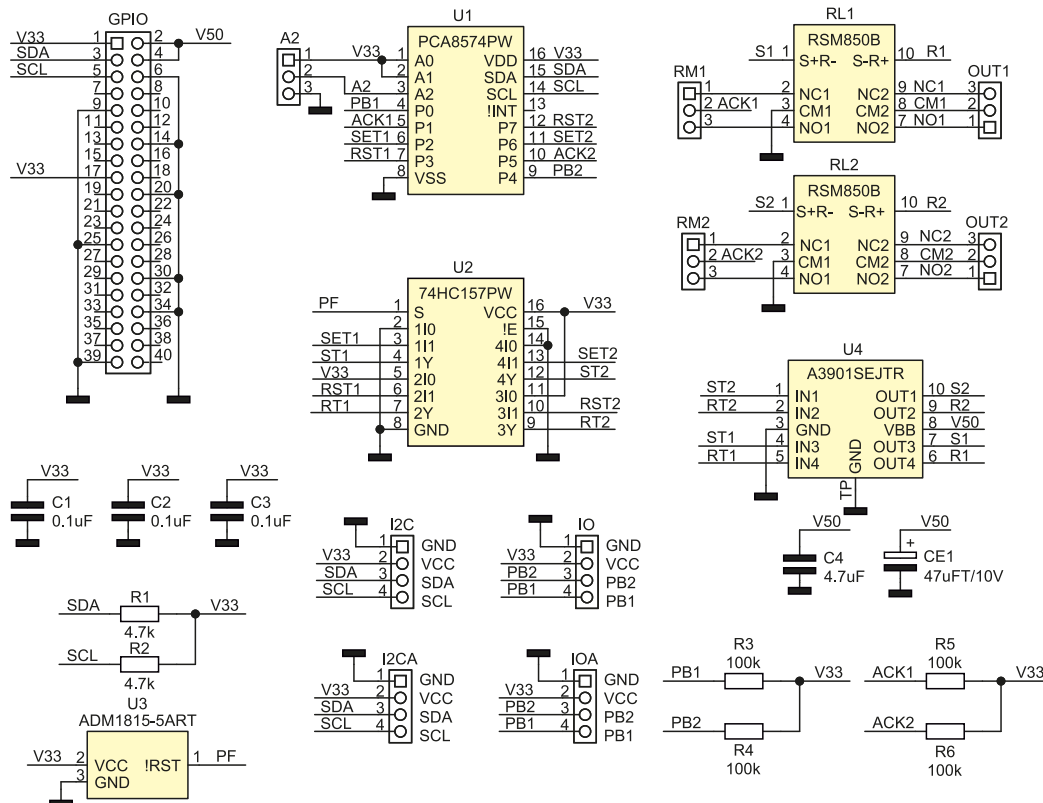 GPIO
V33 1 2 V50
SDA 3 4
SCL 5 6
7 8
9 10
11 12
13 14
15 16
V33 17 18
19 20
21 22
23 24
25 26
27 28
29 30
31 32
33 34
35 36
37 38
39 40
A2
1
2
3
U1
PCA8574PW
V33 1 A0 VDD 16 V33
2 A1 SDA 15 SDA
A2 3 A2 SCL 14 SCL
PB1 4 P0 !INT 13
ACK1 5 P1 P7 12 RST2
SET1 6 P2 P6 11 SET2
RST1 7 P3 P5 10 ACK2
8 VSS P4 9 PB2
RL1
RSM850B
S1 1 S+R- S-R+ 10 R1
RM1 OUT1
1 2 NC1 NC2 9 NC1 3
2 ACK1 3 CM1 CM2 8 CM1 2
3 4 NO1 NO2 7 NO1 1
RL2
RSM850B
S2 1 S+R- S-R+ 10 R2
RM2 OUT2
1 2 NC1 NC2 9 NC2 3
2 ACK2 3 CM1 CM2 8 CM2 2
3 4 NO1 NO2 7 NO2 1
U2
74HC157PW
PF 1 S VCC 16 V33
2 1I0 !E 15
SET1 3 1I1 4I0 14
ST1 4 1Y 4I1 13 SET2
V33 5 2I0 4Y 12 ST2
RST1 6 2I1 3I0 11
RT1 7 2Y 3I1 10 RST2
8 GND 3Y 9 RT2
U4
A3901SEJTR
ST2 1 IN1 OUT1 10 S2
RT2 2 IN2 OUT2 9 R2
3 GND VBB 8 V50
ST1 4 IN3 OUT3 7 S1
RT1 5 IN4 OUT4 6 R1
GND
TP
V33 V33 V33
C1 C2 C3
0.1uF 0.1uF 0.1uF
I2C
1 GND
V33 2 VCC
SDA 3 SDA
SCL 4 SCL
IO
1 GND
V33 2 VCC
PB2 3 PB2
PB1 4 PB1
V50 V50
C4 + CE1
4.7uF 47uFT/10V
SDA R1 V33
4.7k
SCL R2
4.7k
I2CA
1 GND
V33 2 VCC
SDA 3 SDA
SCL 4 SCL
IOA
1 GND
V33 2 VCC
PB2 3 PB2
PB1 4 PB1
R3
100k
PB1 V33
PB2
R4
100k
R5
100k
ACK1 V33
ACK2
R6
100k
U3
ADM1815-5ART
V33 2 VCC !RST 1 PF
3 GND